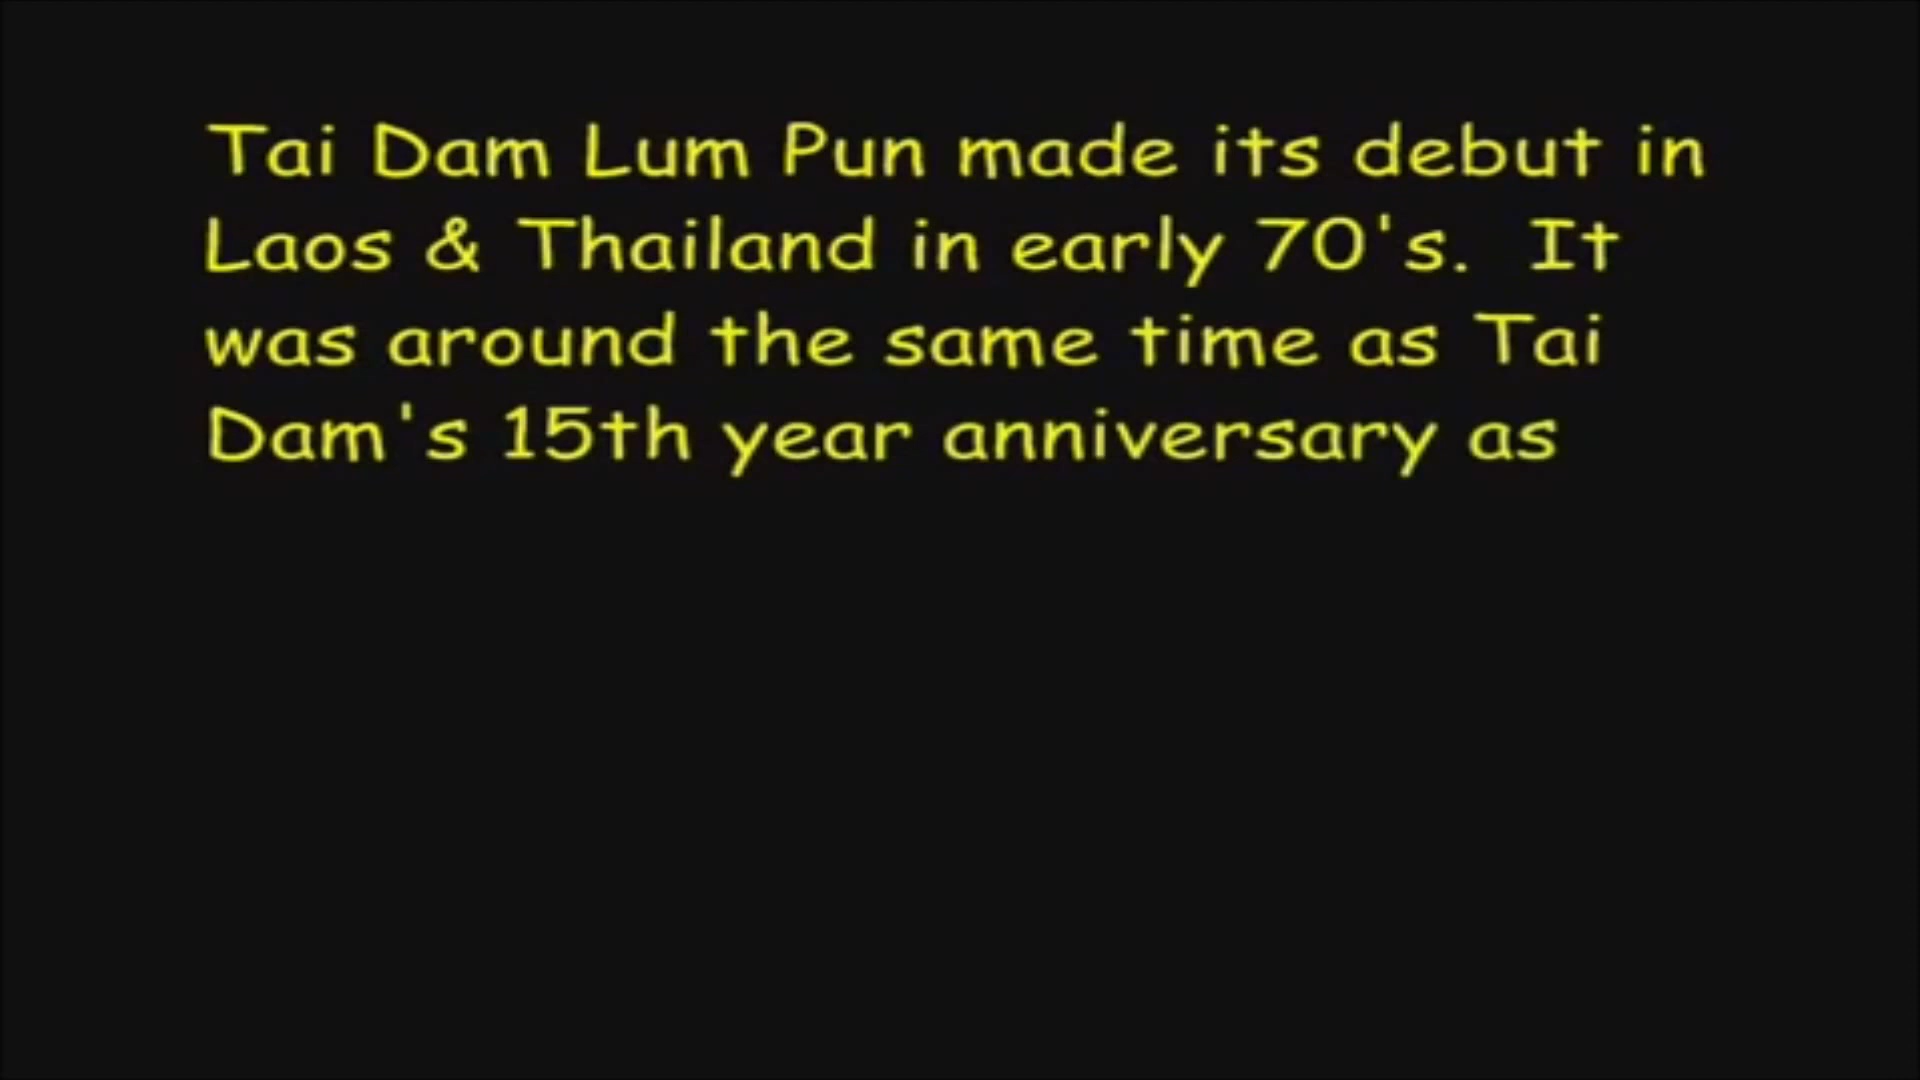 Tai Dam Lum Pun made its debut in
Laos & Thailand in early 70's.  It
was around the same time as Tai
Dam's 15th year anniversary as